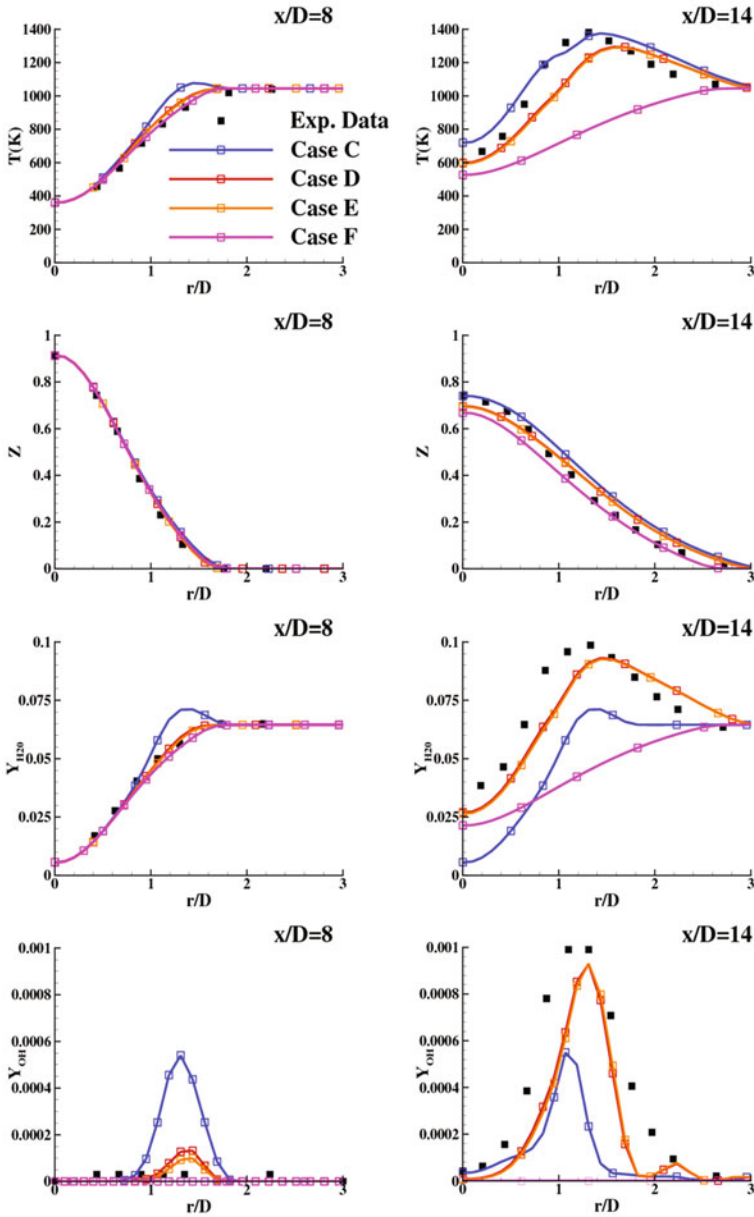 x/D=8
1400
1200
1000
800
600
400
200
0
T(K)
Exp. Data
Case C
Case D
Case E
Case F
0 1 2 3
r/D
x/D=14
1400
1200
1000
800
600
400
200
0
T(K)
0 1 2 3
r/D
x/D=8
1
0.8
0.6
0.4
0.2
0
Z
0 1 2 3
r/D
x/D=14
1
0.8
0.6
0.4
0.2
0
Z
0 1 2 3
r/D
x/D=8
0.1
0.075
0.05
0.025
0
Y_H20
0 1 2 3
r/D
x/D=14
0.1
0.075
0.05
0.025
0
Y_H20
0 1 2 3
r/D
x/D=8
0.001
0.0008
0.0006
0.0004
0.0002
0
Y_OH
0 1 2 3
r/D
x/D=14
0.001
0.0008
0.0006
0.0004
0.0002
0
Y_OH
0 1 2 3
r/D